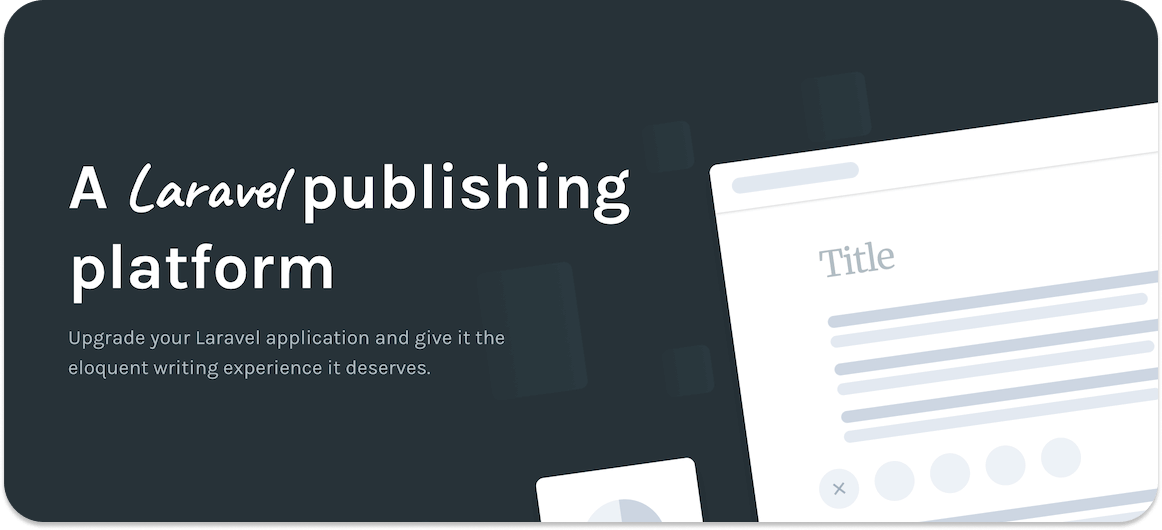 A Laravel publishing
platform
Upgrade your Laravel application and give it the
eloquent writing experience it deserves.
Title